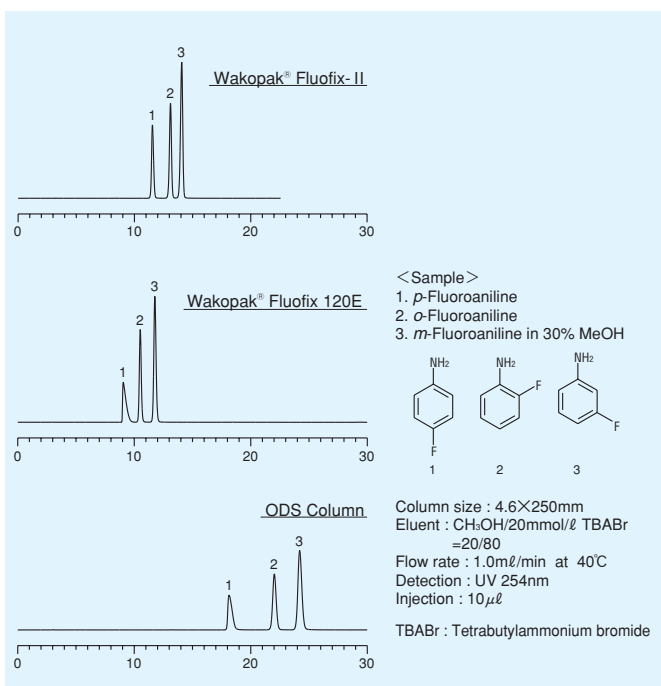 3
Wakopak® Fluofix-II
2
1
0 10 20 30
3
Wakopak® Fluofix 120E
2
1
0 10 20 30
<Sample>
1. p-Fluoroaniline
2. o-Fluoroaniline
3. m-Fluoroaniline in 30% MeOH
NH₂ NH₂ NH₂
F
F
F
1 2 3
ODS Column
3
2
1
0 10 20 30
Column size : 4.6×250mm
Eluent : CH₃OH/20mmol/ℓ TBABr
=20/80
Flow rate : 1.0mℓ/min at 40℃
Detection : UV 254nm
Injection : 10μℓ
TBABr : Tetrabutylammonium bromide